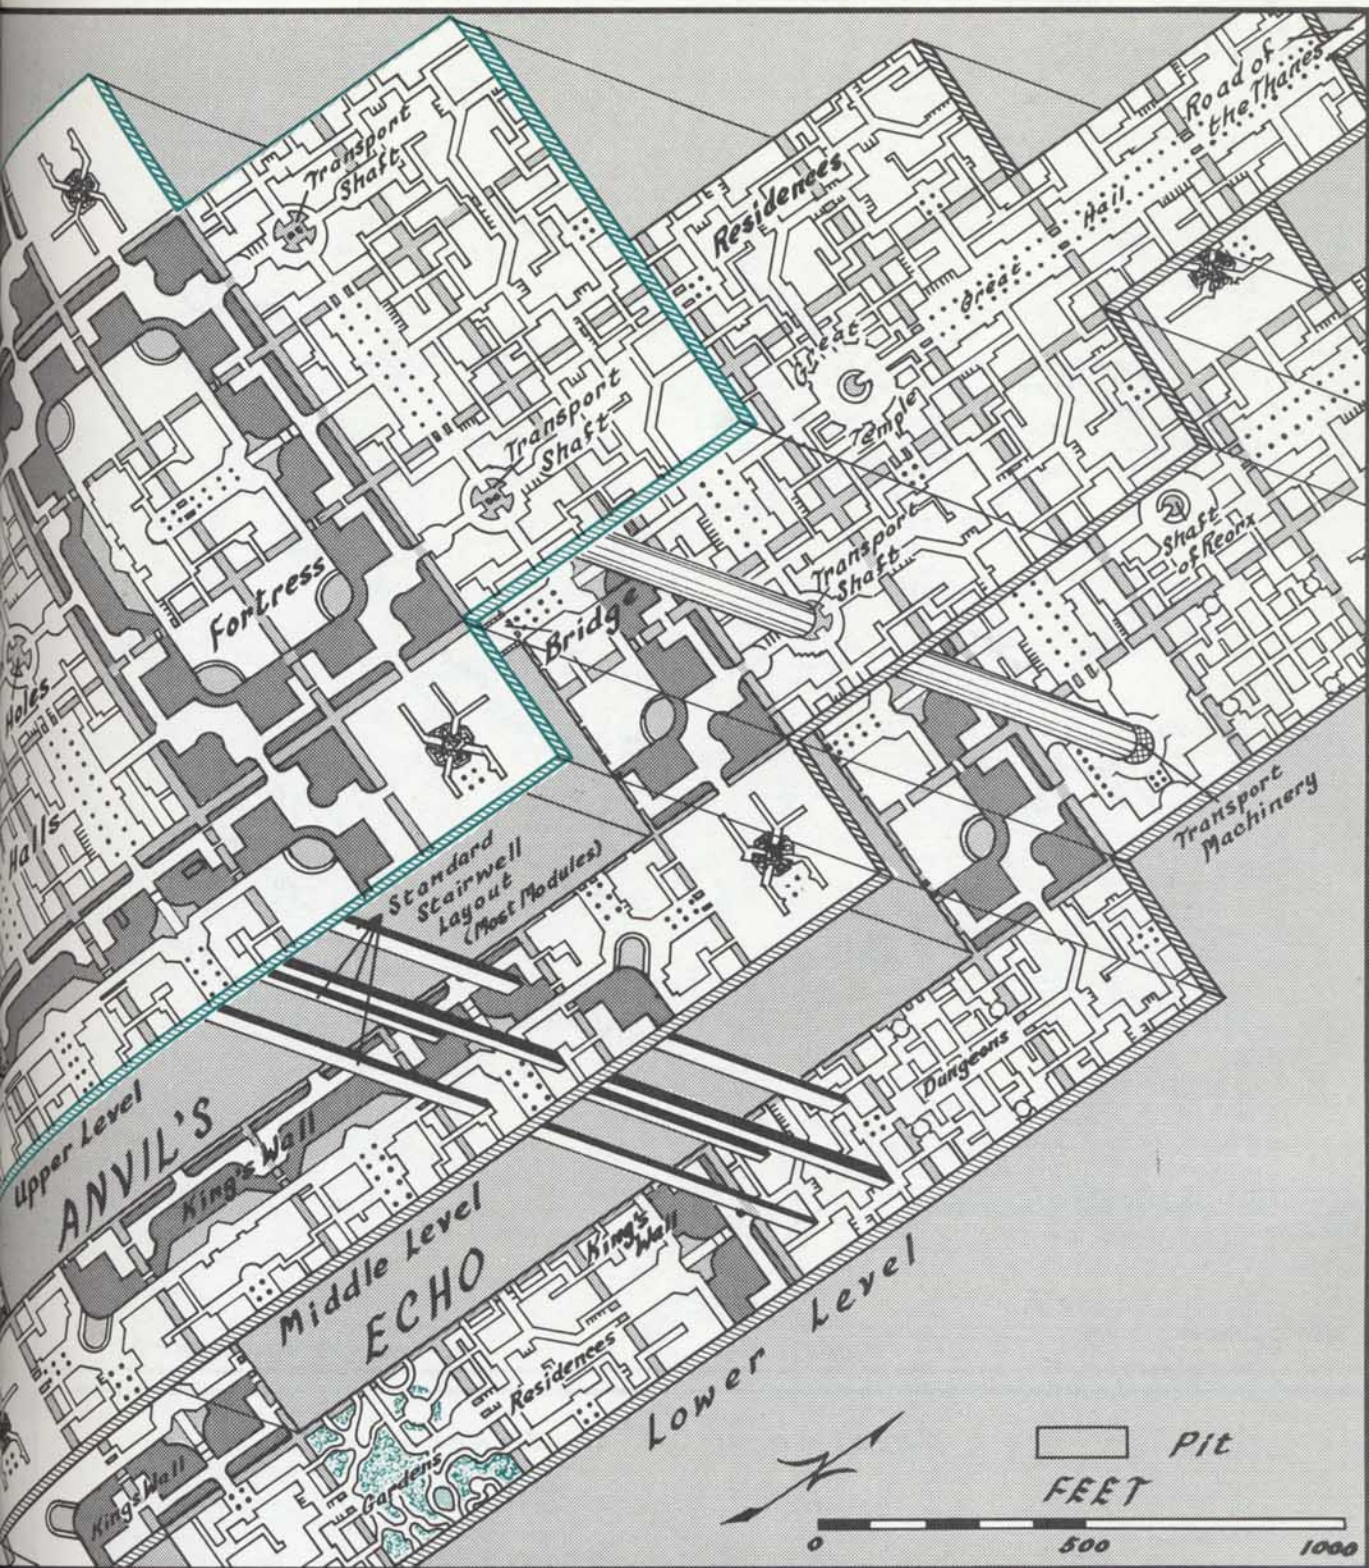 Road of
the Thanes
Transport
Shaft
Residences
Hall
Great
Great
Temple
Transport
Shaft
Transport
Shaft
Shaft
of Reorx
Fortress
Bridge
Holes
Halls
Transport
Machinery
Standard
Stairwell
Layout
(Most Modules)
Dungeons
Upper Level
ANVIL'S
King's Wall
Middle Level
ECHO
King's
Wall
Residences
Lower Level
Gardens
King's Wall
Pit
FEET
0 500 1000